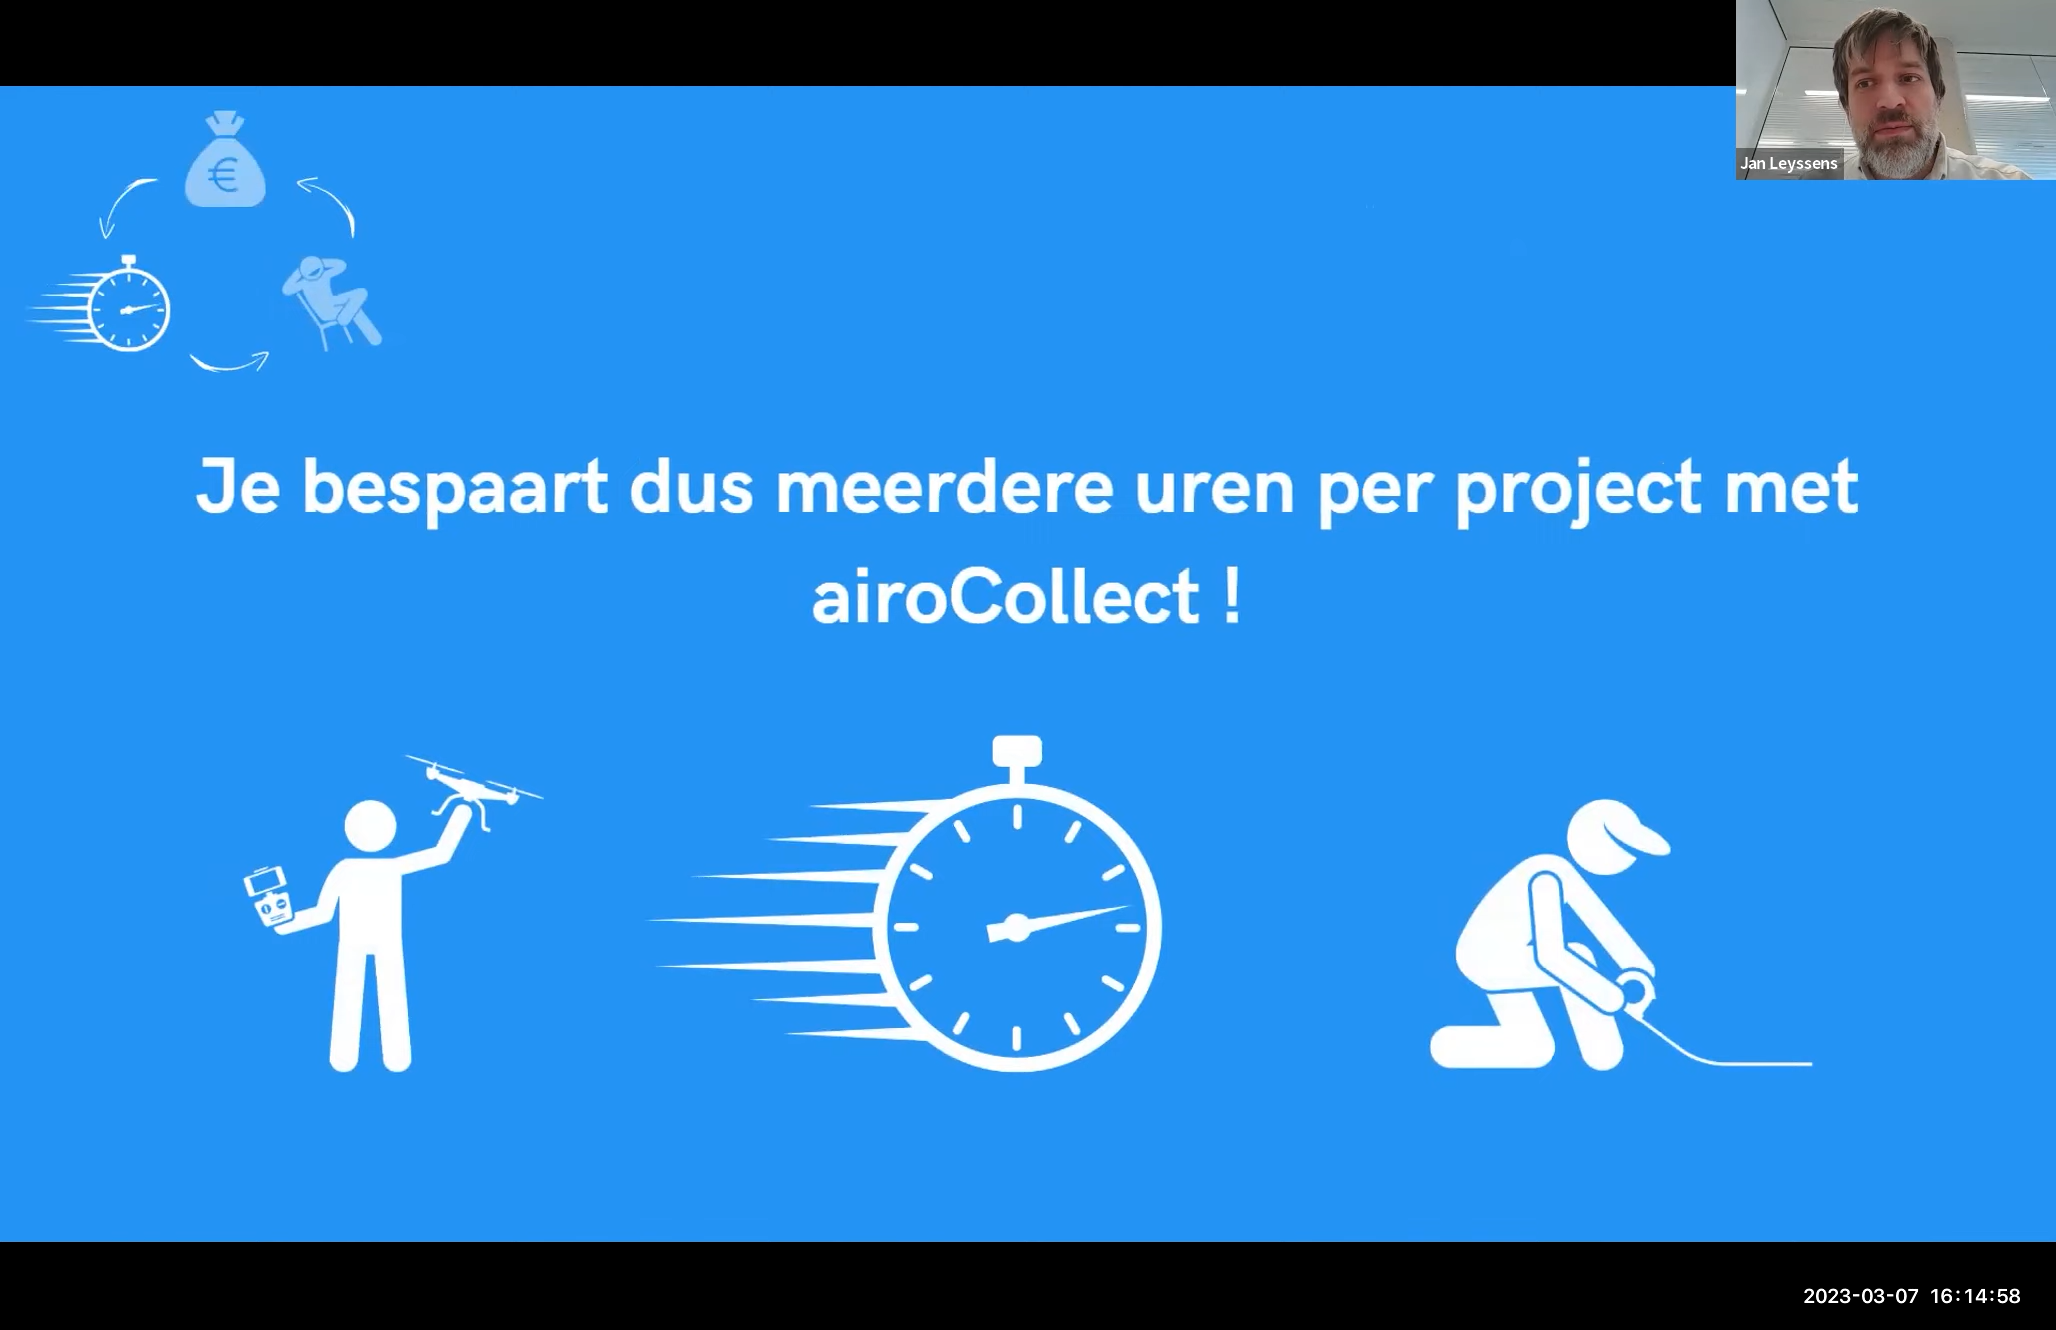 Jan Leyssens
€
Je bespaart dus meerdere uren per project met
airoCollect !
2023-03-07 16:14:58